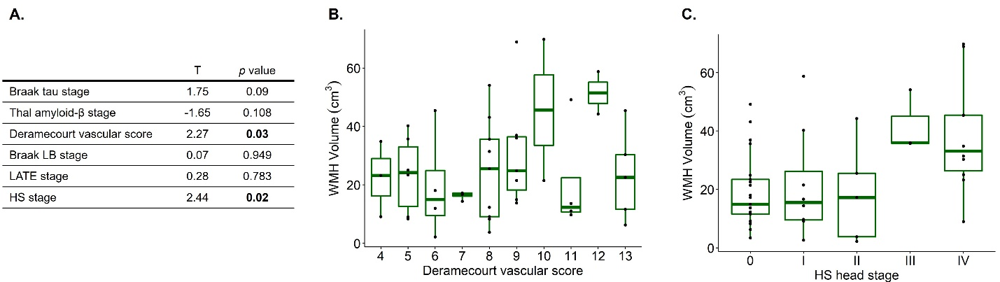 A.
T p value
Braak tau stage 1.75 0.09
Thal amyloid-β stage -1.65 0.108
Deramecourt vascular score 2.27 0.03
Braak LB stage 0.07 0.949
LATE stage 0.28 0.783
HS stage 2.44 0.02
B.
WMH Volume (cm³)
60
40
20
0
4 5 6 7 8 9 10 11 12 13
Deramecourt vascular score
C.
WMH Volume (cm³)
60
40
20
0
0 I II III IV
HS head stage